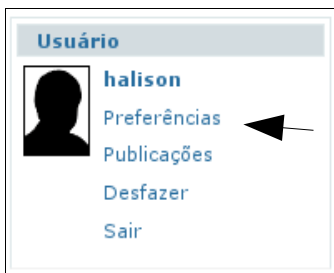 Usuário
halison
Preferências
Publicações
Desfazer
Sair